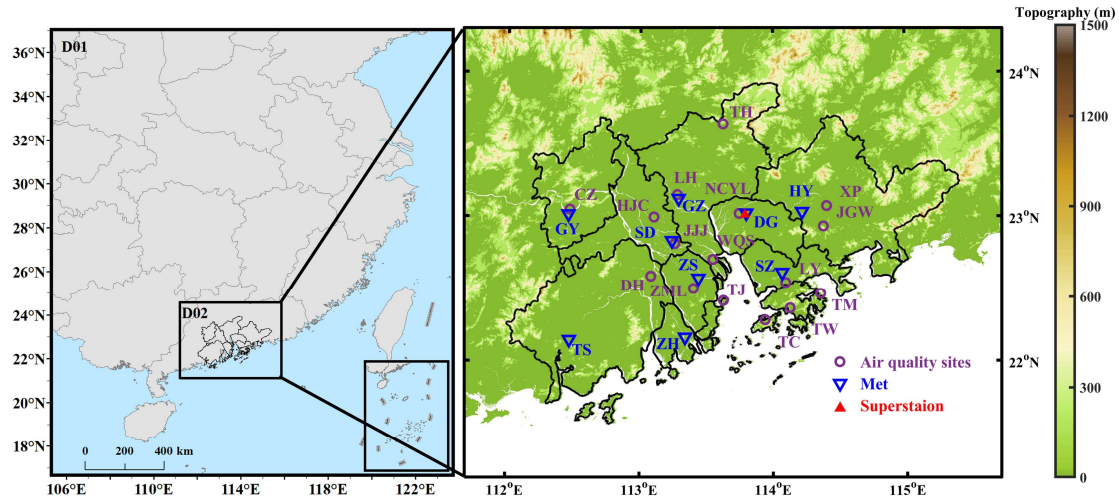 D01
36°N
34°N
32°N
30°N
28°N
26°N
24°N
22°N
20°N
18°N
D02
0 200 400 km
106°E 110°E 114°E 118°E 122°E
Topography (m)
1500
1200
900
600
300
0
24°N
23°N
22°N
112°E 113°E 114°E 115°E
TH
LH
NCYL
HY
XP
CZ
GZ
HJC
JGW
GY
SD
JJJ
DG
WQS
ZS
SZ
LY
DH
ZML
TJ
TM
TW
TS
ZH
TC
Air quality sites
Met
Superstaion